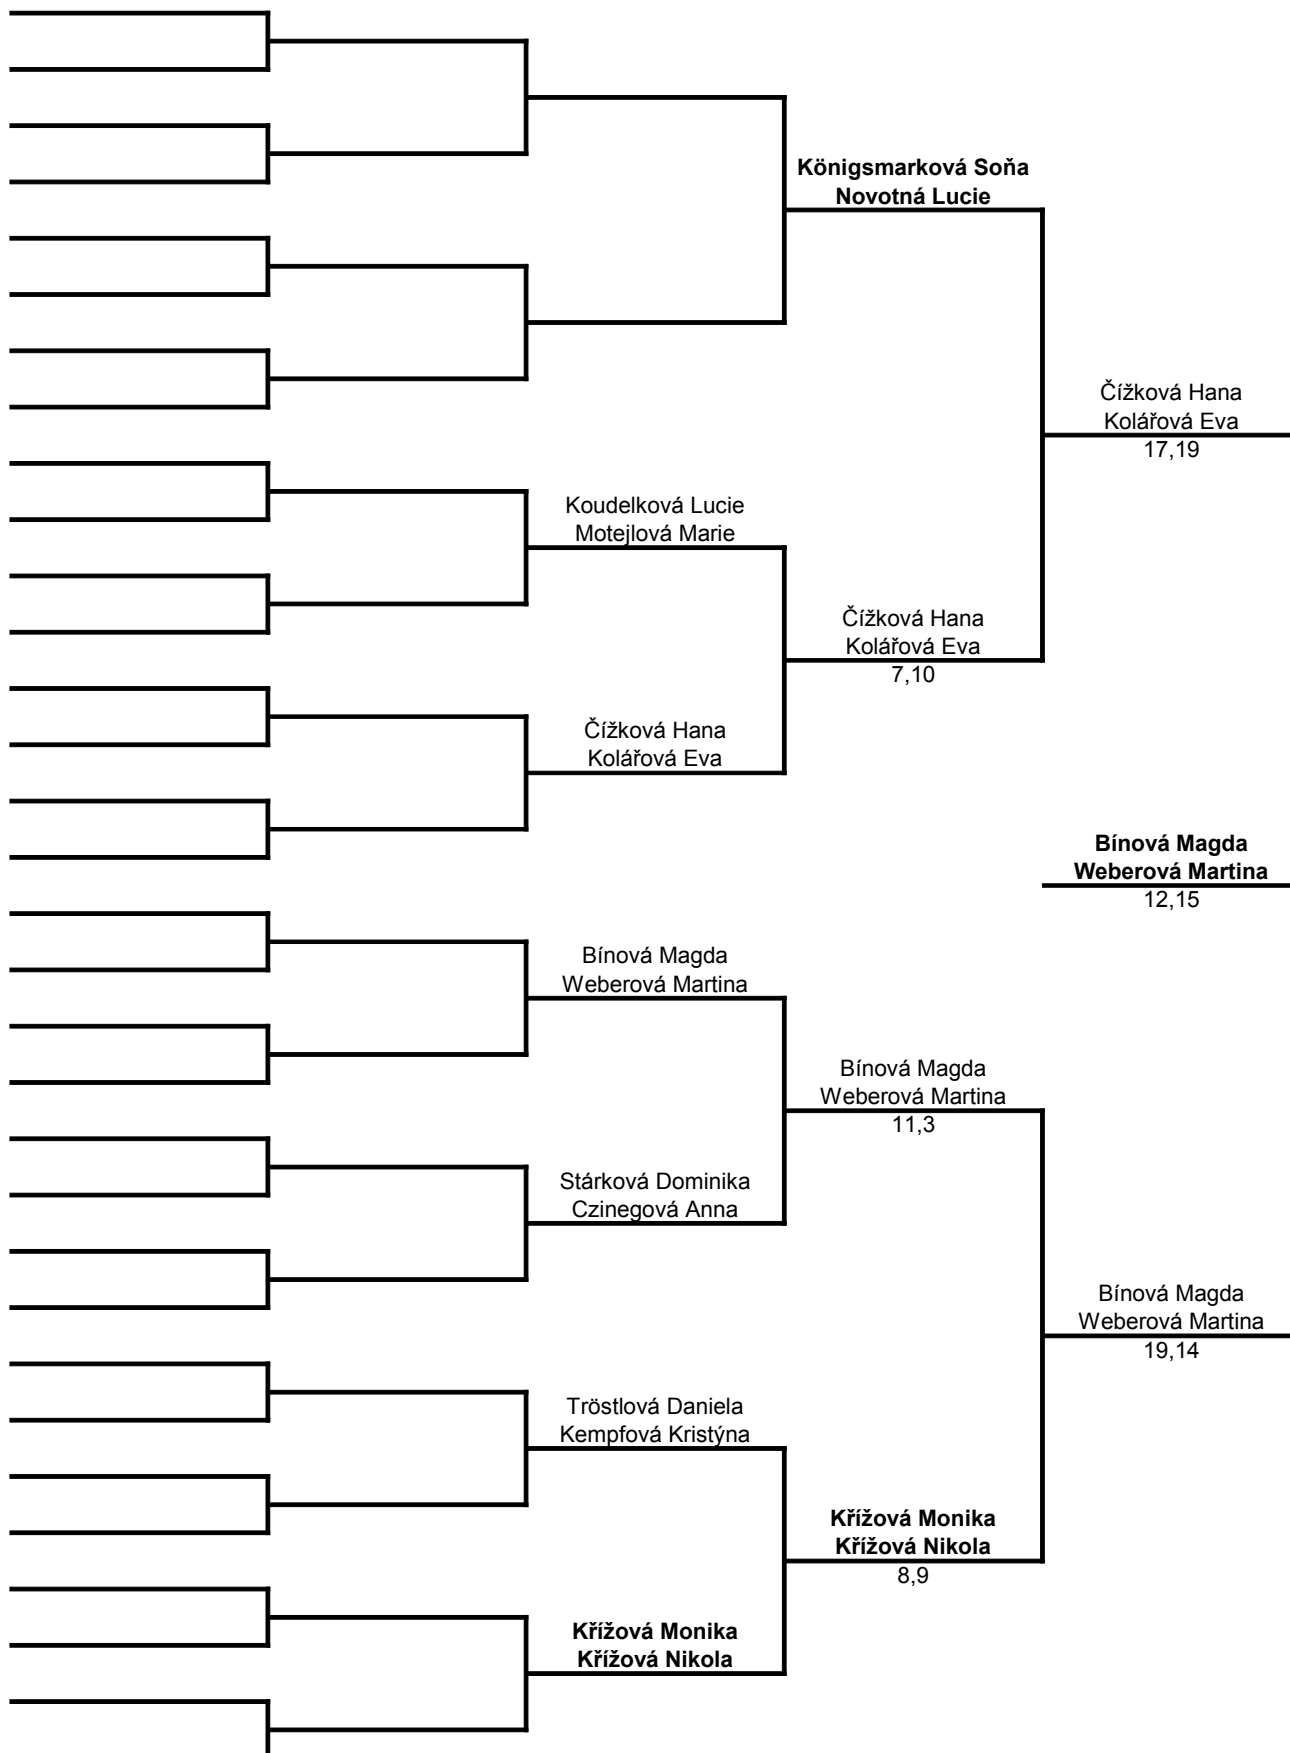 Königsmarková Soňa
Novotná Lucie
Čížková Hana
Kolářová Eva
17,19
Koudelková Lucie
Motejlová Marie
Čížková Hana
Kolářová Eva
7,10
Čížková Hana
Kolářová Eva
Bínová Magda
Weberová Martina
12,15
Bínová Magda
Weberová Martina
Bínová Magda
Weberová Martina
11,3
Stárková Dominika
Czinegová Anna
Bínová Magda
Weberová Martina
19,14
Tröstlová Daniela
Kempfová Kristýna
Křížová Monika
Křížová Nikola
8,9
Křížová Monika
Křížová Nikola